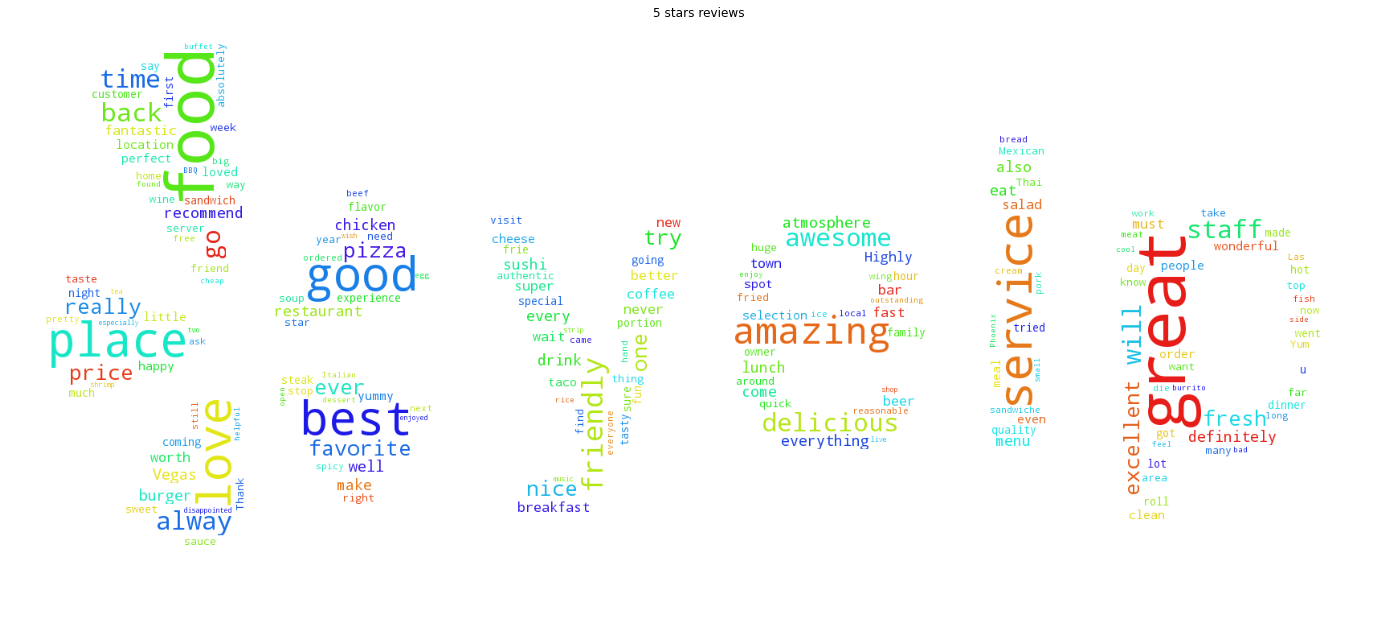 5 stars reviews
buffet
food
absolutely
say
time
first
customer
back
fantastic
week
location
perfect
big
BBQ
loved
home
found
way
wine
sandwich
recommend
server
free
go
friend
cheap
taste
night
tea
really
pretty
especially
little
place
two
ask
happy
price
shrimp
much
love
still
helpful
coming
worth
Vegas
Thank
burger
sweet
disappointed
alway
sauce
beef
flavor
chicken
year
wish
need
pizza
ordered
good
egg
soup
experience
restaurant
star
steak
Italian
stop
ever
open
dessert
yummy
next
best
enjoyed
favorite
spicy
well
make
right
visit
cheese
frie
sushi
authentic
super
special
every
wait
strip
came
drink
taco
rice
find
friendly
everyone
music
nice
breakfast
new
try
going
better
coffee
never
portion
one
hand
thing
fun
sure
tasty
atmosphere
awesome
huge
town
Highly
enjoy
spot
wing
hour
fried
bar
outstanding
selection
ice
local
fast
amazing
family
owner
lunch
around
come
shop
quick
beer
reasonable
delicious
everything
live
bread
Mexican
also
Thai
eat
salad
service
cream
pork
Phoenix
tried
meal
small
sandwiche
even
quality
menu
work
take
must
staff
made
meat
wonderful
cool
great
day
people
Las
hot
know
top
fish
now
will
side
went
Yum
order
want
u
die
burrito
far
excellent
dinner
fresh
long
got
definitely
feel
many
bad
lot
area
roll
clean